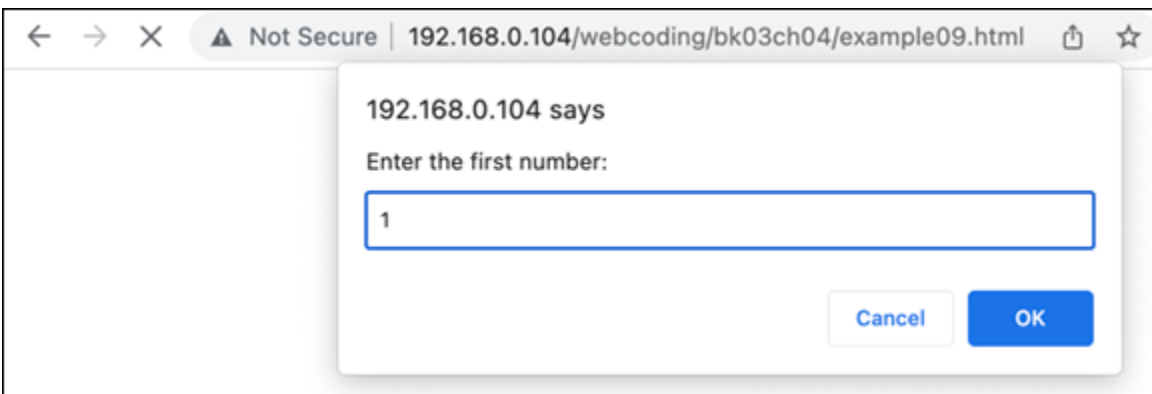 Not Secure | 192.168.0.104/webcoding/bk03ch04/example09.html
192.168.0.104 says
Enter the first number:
1
Cancel OK